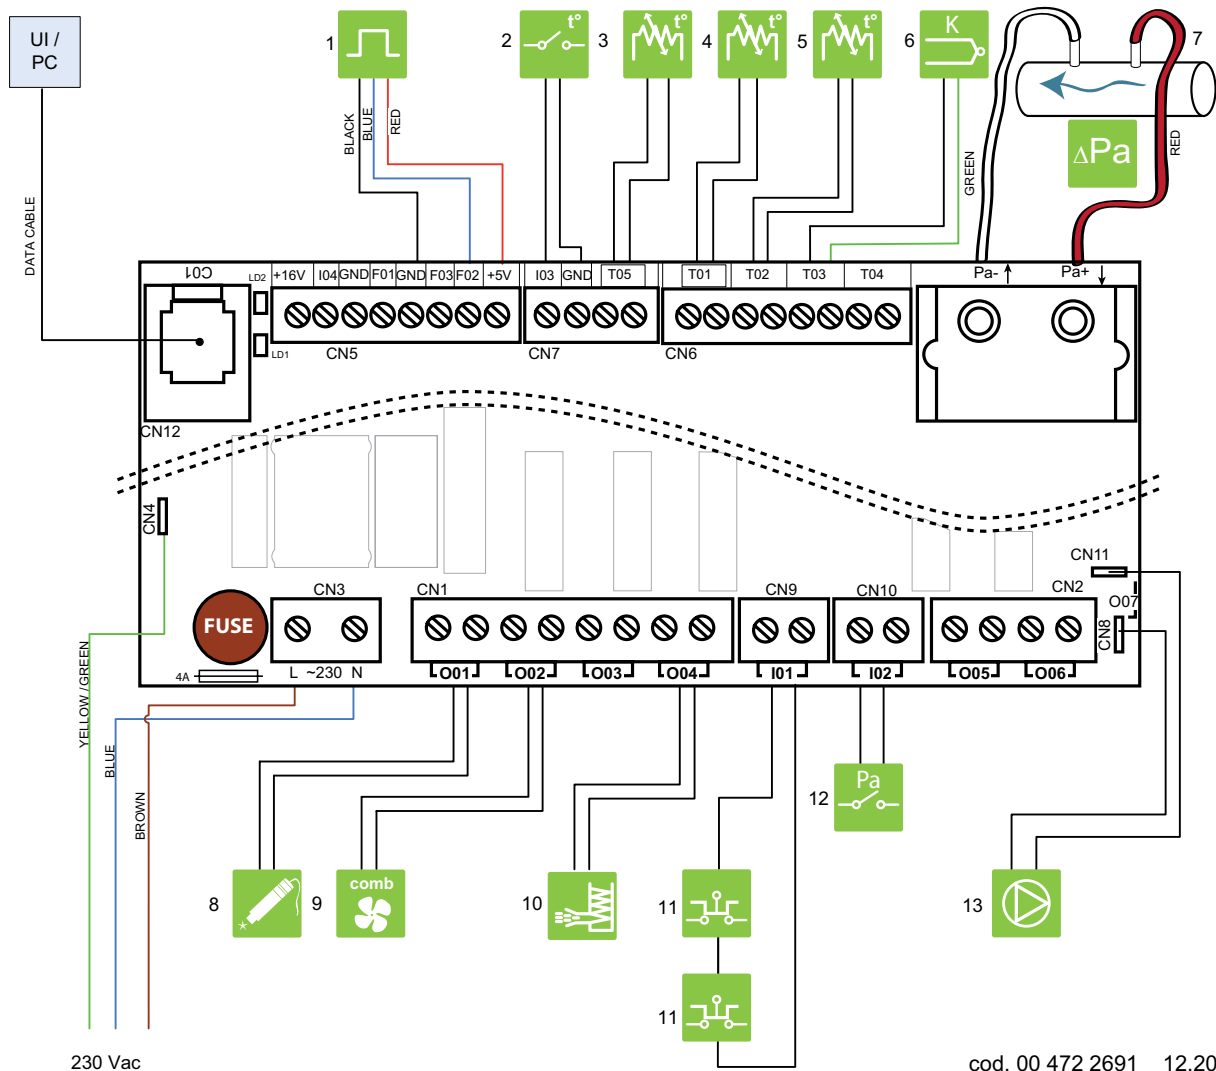 UI /
PC
1
2
t°
3
t°
4
t°
5
t°
6
K
7
BLACK
BLUE
RED
GREEN
RED
ΔPa
DATA CABLE
C01
LD2
+16V I04 GND F01 GND F03 F02 +5V
I03 GND T05
T01 T02 T03 T04
Pa- Pa+
LD1
CN5
CN7
CN6
CN12
CN4
CN11
CN3
CN1
CN9
CN10
CN2
O07
CN8
FUSE
4A
L ~230 N
O01 O02 O03 O04 I01 I02 O05 O06
YELLOW/GREEN
BLUE
BROWN
Pa
12
8
9
comb
10
11
13
11
230 Vac
cod. 00 472 2691 12.20